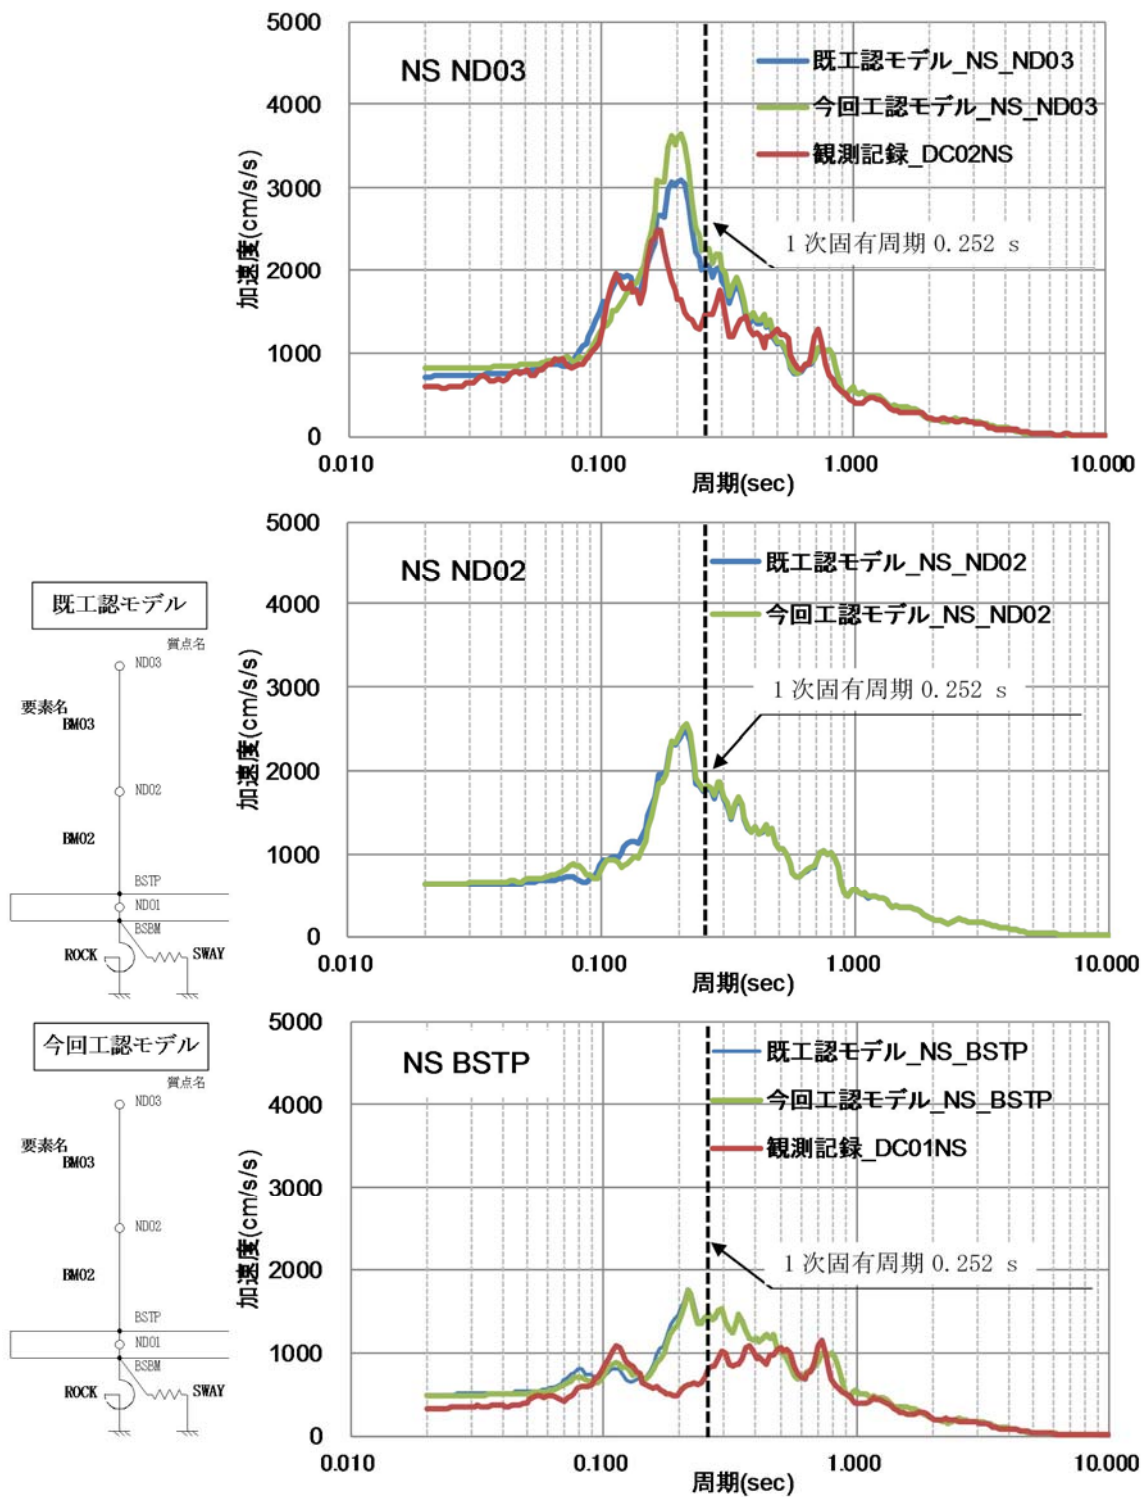 NS ND03
既工認モデル_NS_ND03
今回工認モデル_NS_ND03
観測記録_DC02NS
1次固有周期 0.252 s
加速度(cm/s/s)
5000
4000
3000
2000
1000
0
0.010
0.100
1.000
10.000
周期(sec)
NS ND02
既工認モデル_NS_ND02
今回工認モデル_NS_ND02
1次固有周期 0.252 s
加速度(cm/s/s)
5000
4000
3000
2000
1000
0
0.010
0.100
1.000
10.000
周期(sec)
既工認モデル
質点名
ND03
要素名
BM03
ND02
BM02
BSTP
ND01
BSBM
ROCK
SWAY
NS BSTP
既工認モデル_NS_BSTP
今回工認モデル_NS_BSTP
観測記録_DC01NS
1次固有周期 0.252 s
加速度(cm/s/s)
5000
4000
3000
2000
1000
0
0.010
0.100
1.000
10.000
周期(sec)
今回工認モデル
質点名
ND03
要素名
BM03
ND02
BM02
BSTP
ND01
BSBM
ROCK
SWAY